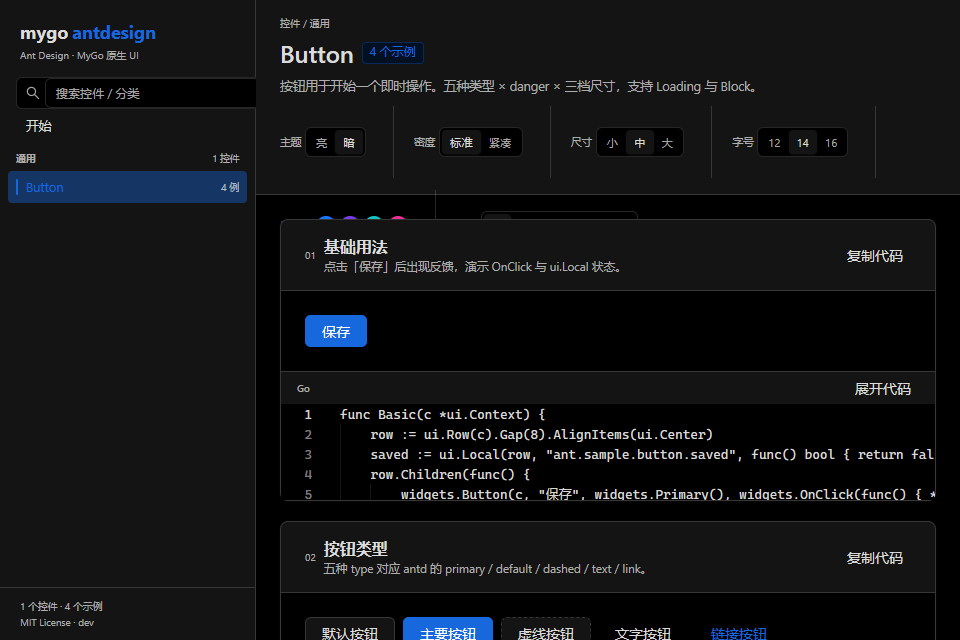 mygo antdesign
Ant Design · MyGo 原生 UI
搜索控件 / 分类
开始
通用 1 控件
Button 4 例
1 个控件 · 4 个示例
MIT License · dev
控件 / 通用
Button 4 个示例
按钮用于开始一个即时操作。五种类型 × danger × 三档尺寸，支持 Loading 与 Block。
主题 亮 暗 密度 标准 紧凑 尺寸 小 中 大 字号 12 14 16
01 基础用法 复制代码
点击「保存」后出现反馈，演示 OnClick 与 ui.Local 状态。
保存
Go 展开代码
1 func Basic(c *ui.Context) {
2 row := ui.Row(c).Gap(8).AlignItems(ui.Center)
3 saved := ui.Local(row, "ant.sample.button.saved", func() bool { return fal
4 row.Children(func() {
5 widgets.Button(c, "保存", widgets.Primary(), widgets.OnClick(func() { *
02 按钮类型 复制代码
五种 type 对应 antd 的 primary / default / dashed / text / link。
默认按钮 主要按钮 虚线按钮 文字按钮 链接按钮